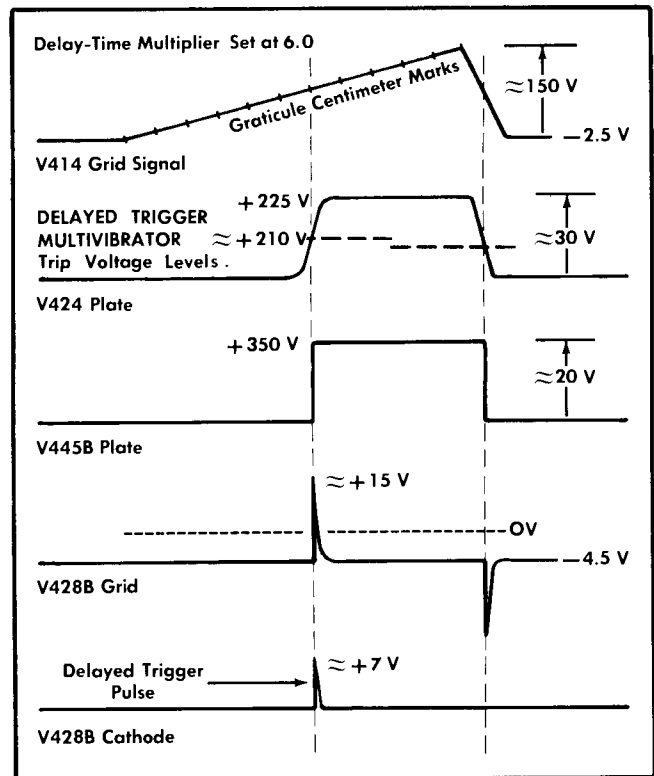 Delay-Time Multiplier Set at 6.0
Graticule Centimeter Marks
≈150 V
—2.5 V
V414 Grid Signal
+225 V
DELAYED TRIGGER
MULTIVIBRATOR ≈+210 V
Trip Voltage Levels.
≈30 V
V424 Plate
+350 V
≈20 V
V445B Plate
≈+15 V
OV
—4.5 V
V428B Grid
Delayed Trigger
Pulse
≈+7 V
V428B Cathode